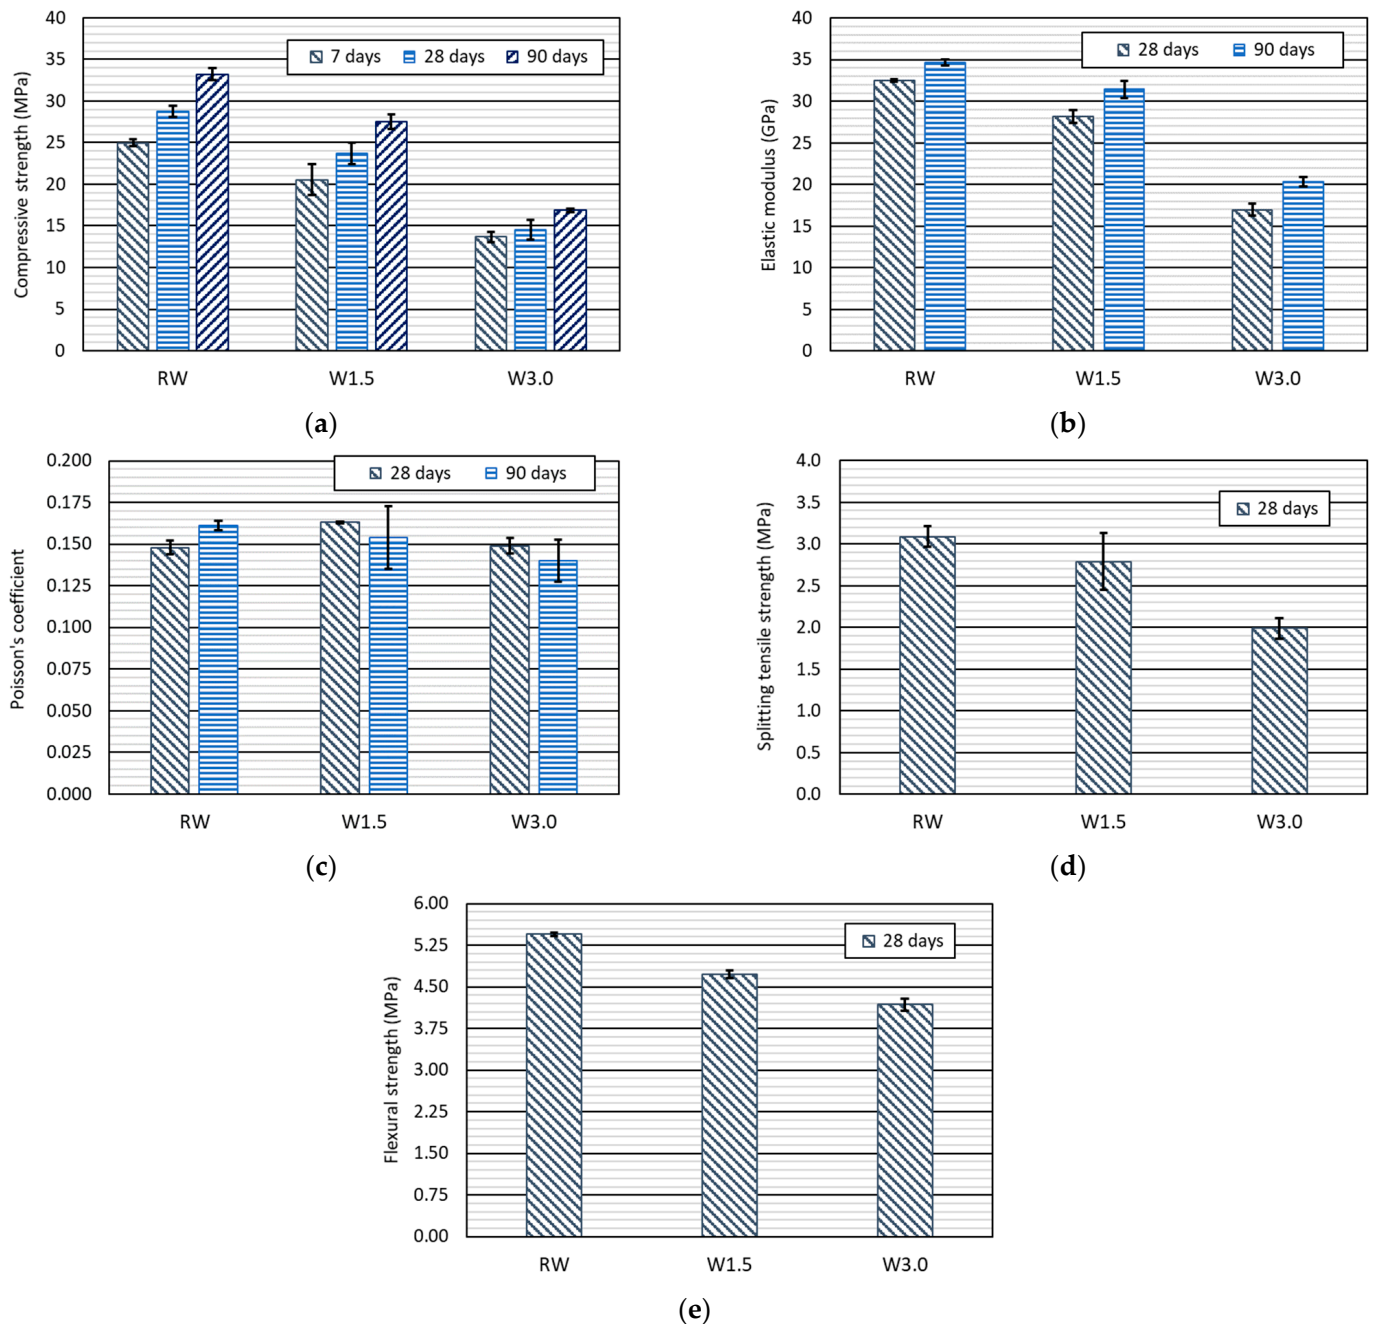 40
35
30
25
20
15
10
5
0
Compressive strength (MPa)
7 days 28 days 90 days
RW W1.5 W3.0
(a)
40
35
30
25
20
15
10
5
0
Elastic modulus (GPa)
28 days 90 days
RW W1.5 W3.0
(b)
0.200
0.175
0.150
0.125
0.100
0.075
0.050
0.025
0.000
Poisson's coefficient
28 days 90 days
RW W1.5 W3.0
(c)
4.0
3.5
3.0
2.5
2.0
1.5
1.0
0.5
0.0
Splitting tensile strength (MPa)
28 days
RW W1.5 W3.0
(d)
6.00
5.25
4.50
3.75
3.00
2.25
1.50
0.75
0.00
Flexural strength (MPa)
28 days
RW W1.5 W3.0
(e)